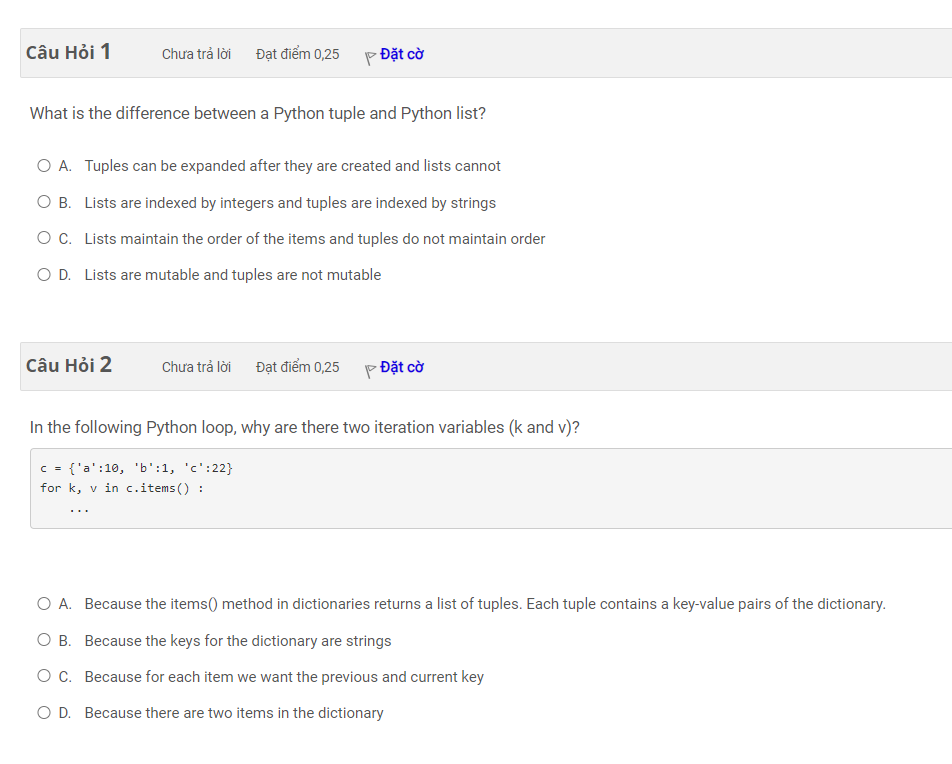 Câu Hỏi 1 Chưa trả lời Đạt điểm 0,25 Đặt cờ
What is the difference between a Python tuple and Python list?
A. Tuples can be expanded after they are created and lists cannot
B. Lists are indexed by integers and tuples are indexed by strings
C. Lists maintain the order of the items and tuples do not maintain order
D. Lists are mutable and tuples are not mutable
Câu Hỏi 2 Chưa trả lời Đạt điểm 0,25 Đặt cờ
In the following Python loop, why are there two iteration variables (k and v)?
c = {'a':10, 'b':1, 'c':22}
for k, v in c.items() :
    ...
A. Because the items() method in dictionaries returns a list of tuples. Each tuple contains a key-value pairs of the dictionary.
B. Because the keys for the dictionary are strings
C. Because for each item we want the previous and current key
D. Because there are two items in the dictionary